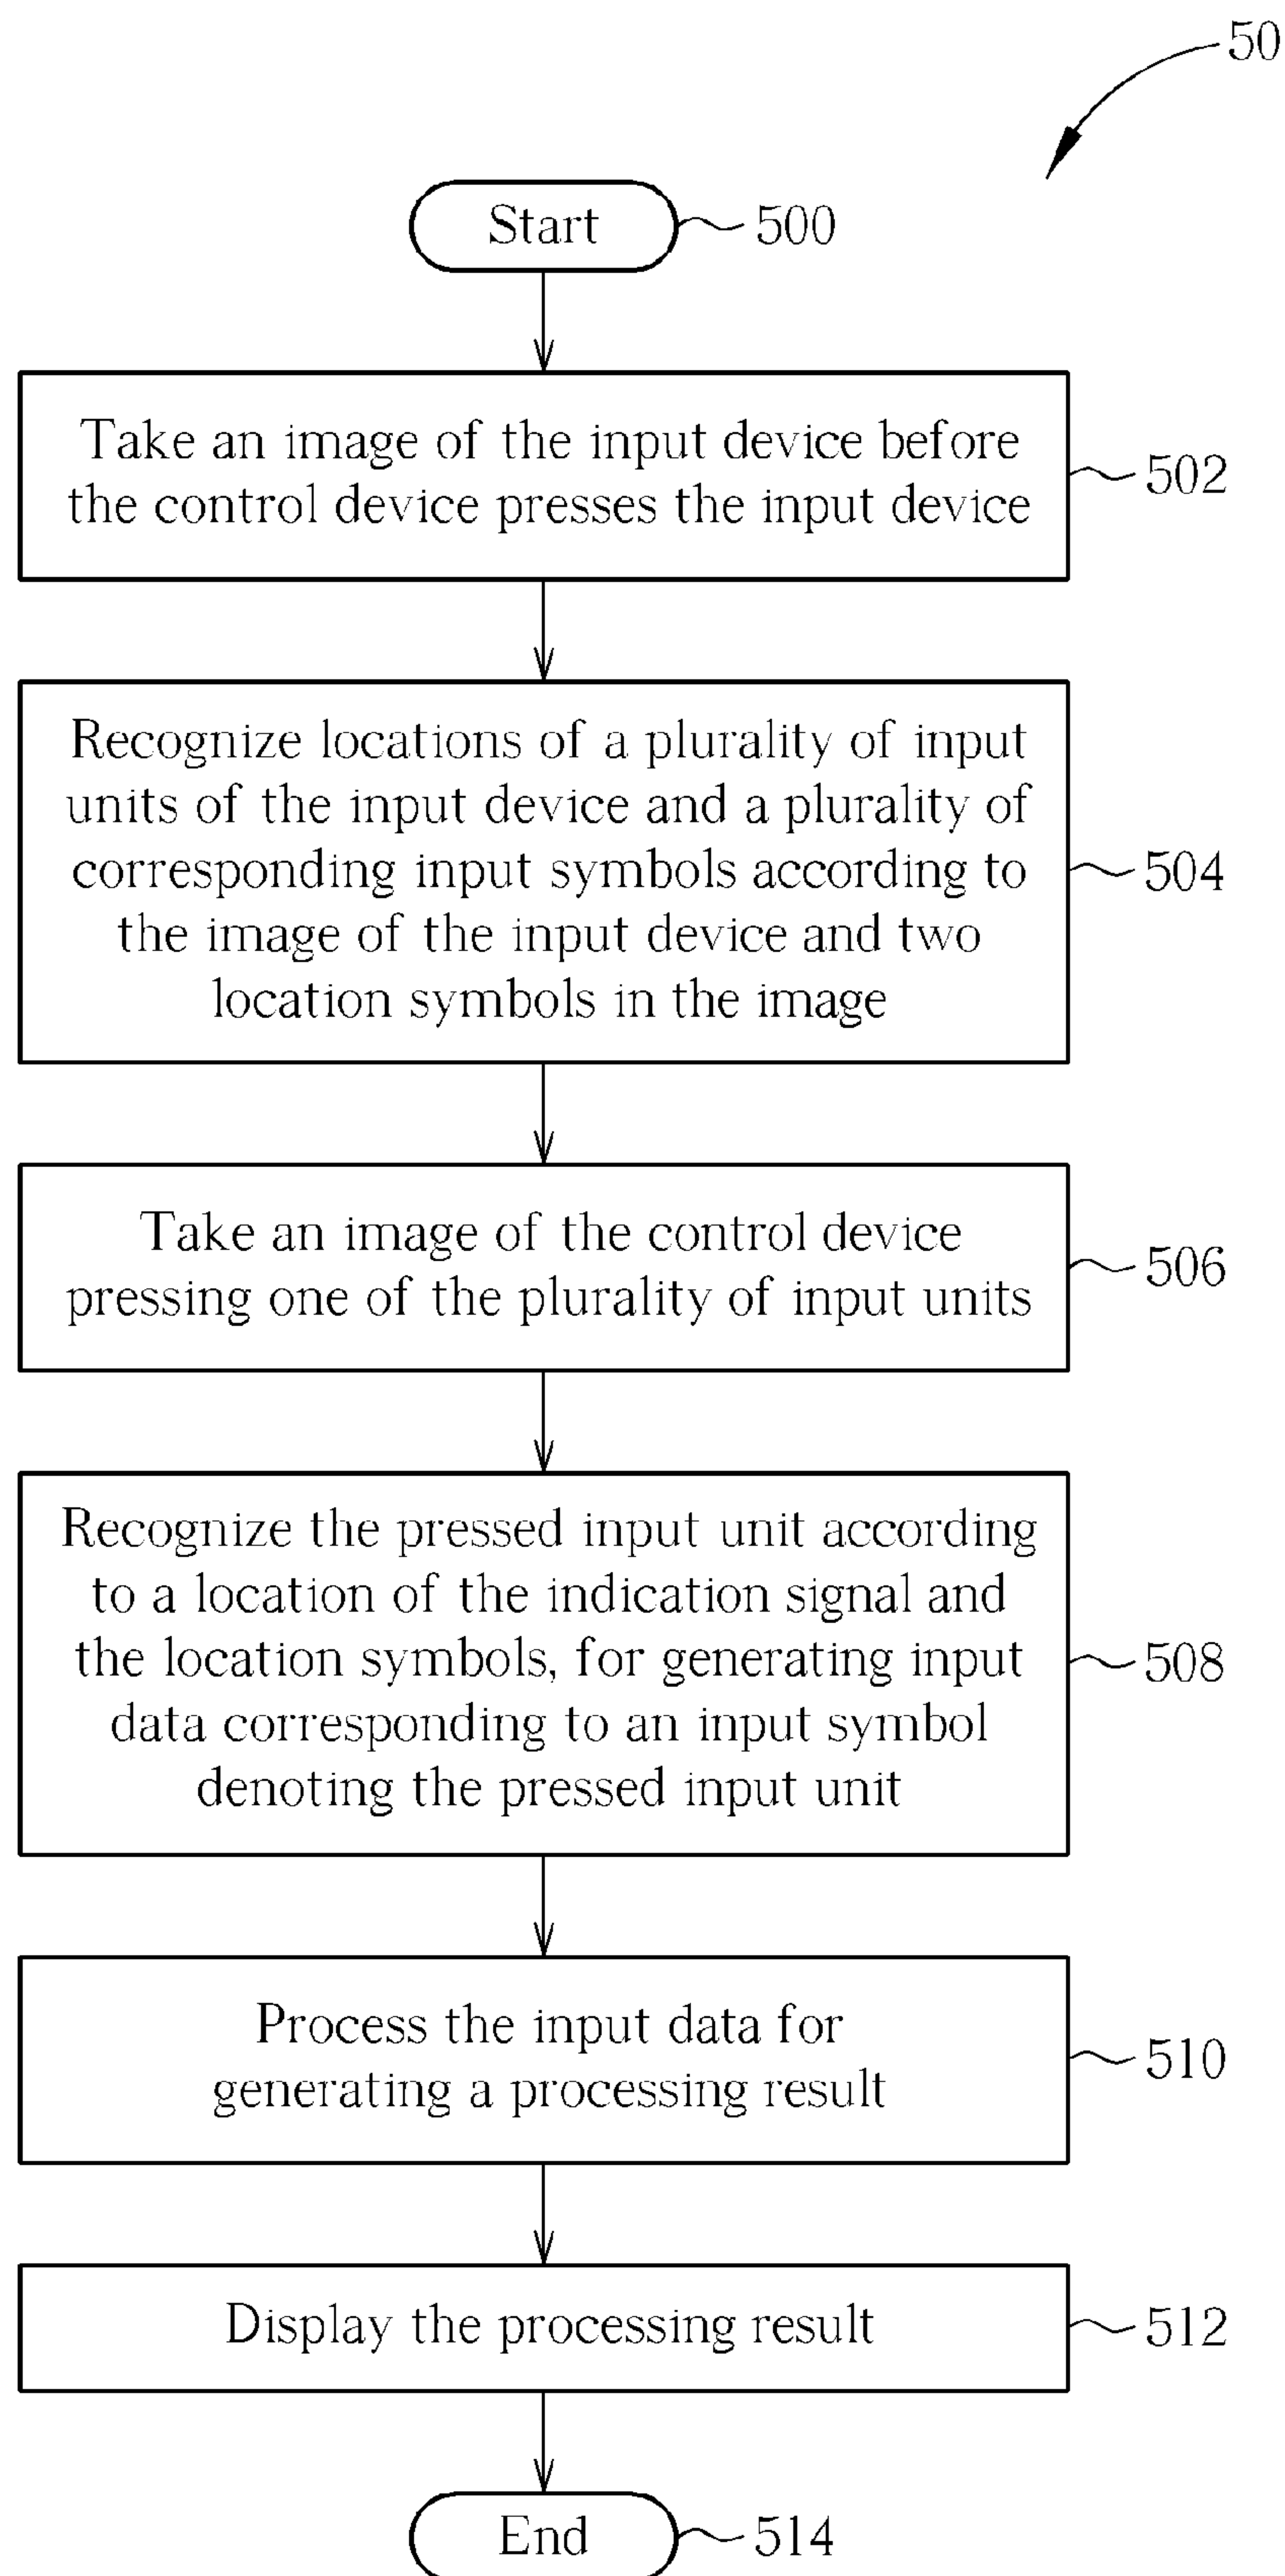 50
Start
500
Take an image of the input device before
the control device presses the input device
502
Recognize locations of a plurality of input
units of the input device and a plurality of
corresponding input symbols according to
the image of the input device and two
location symbols in the image
504
Take an image of the control device
pressing one of the plurality of input units
506
Recognize the pressed input unit according
to a location of the indication signal and
the location symbols, for generating input
data corresponding to an input symbol
denoting the pressed input unit
508
Process the input data for
generating a processing result
510
Display the processing result
512
End
514